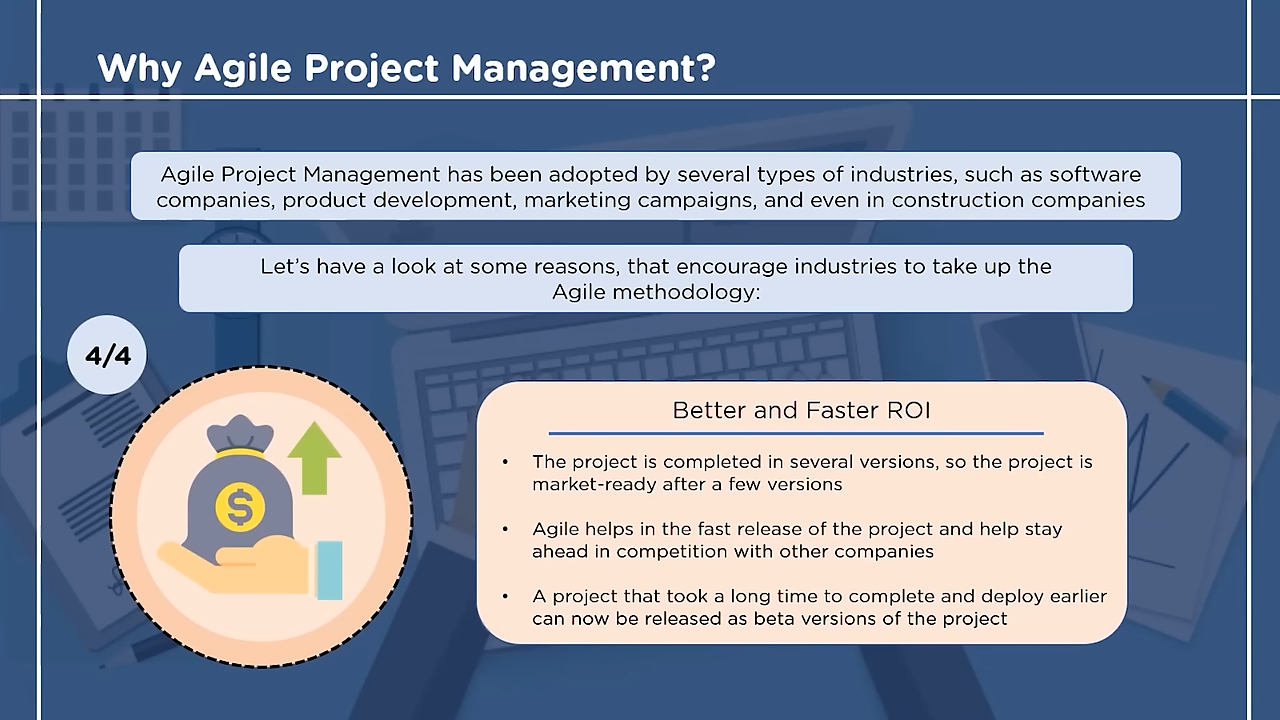 Why Agile Project Management?
Agile Project Management has been adopted by several types of industries, such as software
companies, product development, marketing campaigns, and even in construction companies
Let’s have a look at some reasons, that encourage industries to take up the
Agile methodology:
4/4
$
Better and Faster ROI
• The project is completed in several versions, so the project is
market-ready after a few versions
• Agile helps in the fast release of the project and help stay
ahead in competition with other companies
• A project that took a long time to complete and deploy earlier
can now be released as beta versions of the project